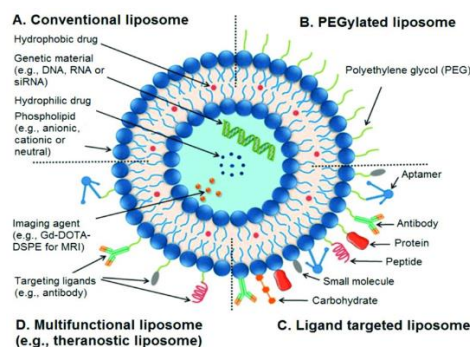 A. Conventional liposome
Hydrophobic drug
Genetic material
(e.g., DNA, RNA or
siRNA)
Hydrophilic drug
Phospholipid
(e.g., anionic,
cationic or
neutral)
Imaging agent
(e.g., Gd-DOTA-
DSPE for MRI)
Targeting ligands
(e.g., antibody)
D. Multifunctional liposome
(e.g., theranostic liposome)
B. PEGylated liposome
Polyethylene glycol (PEG)
Aptamer
Antibody
Protein
Peptide
Small molecule
Carbohydrate
C. Ligand targeted liposome